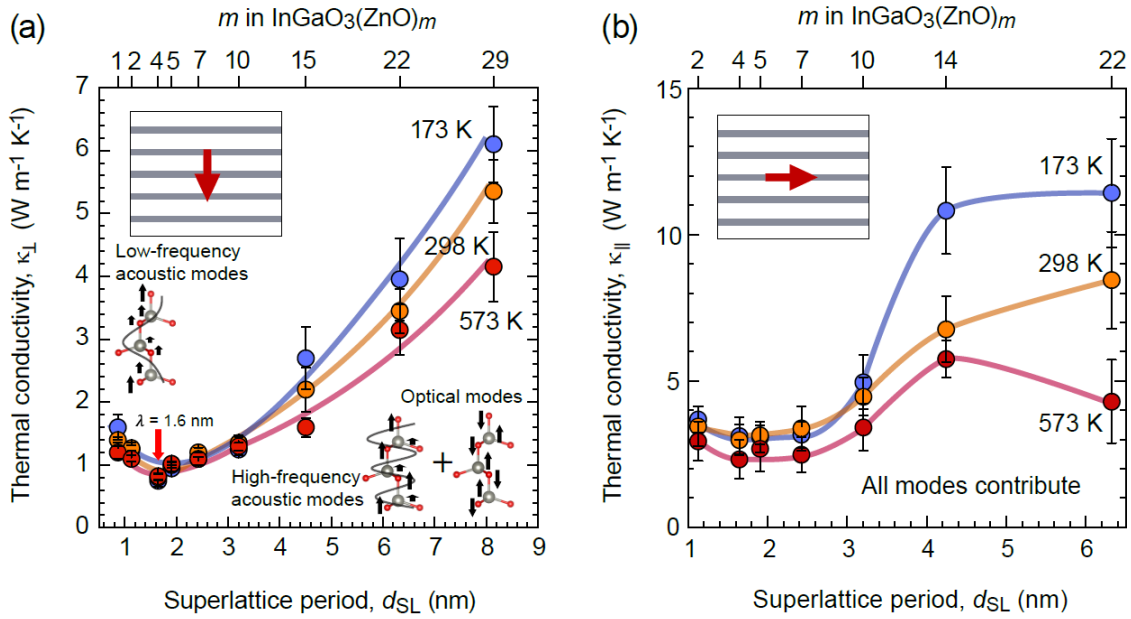 (a)
m in InGaO3(ZnO)m
1 2 4 5 7 10 15 22 29
7
6
5
4
3
2
1
0
Thermal conductivity, κ⊥ (W m-1 K-1)
173 K
298 K
573 K
Low-frequency
acoustic modes
λ = 1.6 nm
Optical modes
High-frequency
acoustic modes
+
1 2 3 4 5 6 7 8 9
Superlattice period, dSL (nm)
(b)
m in InGaO3(ZnO)m
2 4 5 7 10 14 22
15
10
5
0
Thermal conductivity, κ|| (W m-1 K-1)
173 K
298 K
573 K
All modes contribute
1 2 3 4 5 6
Superlattice period, dSL (nm)